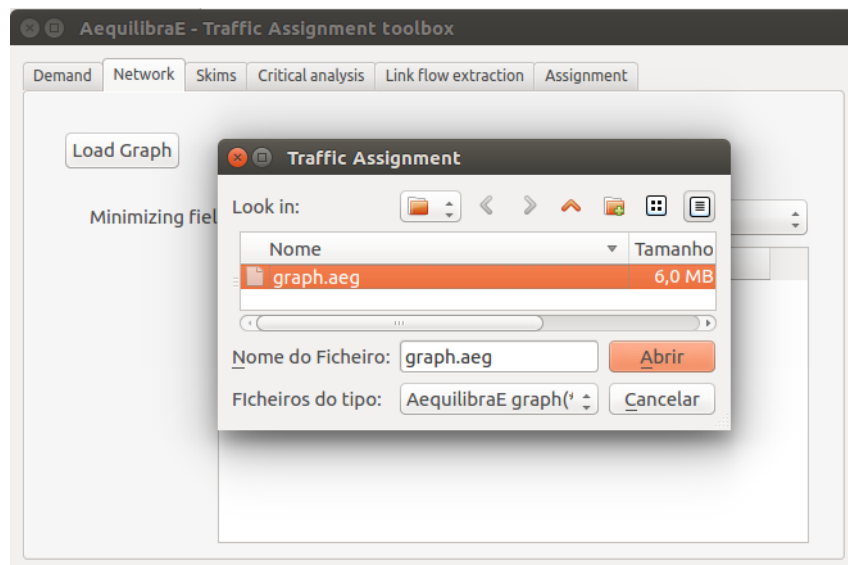 AequilibraE - Traffic Assignment toolbox
Demand Network Skims Critical analysis Link flow extraction Assignment
Load Graph
Traffic Assignment
Look in:
Minimizing fiel
Nome Tamanho
graph.aeg 6,0 MB
Nome do Ficheiro: graph.aeg Abrir
FIcheiros do tipo: AequilibraE graph(* Cancelar